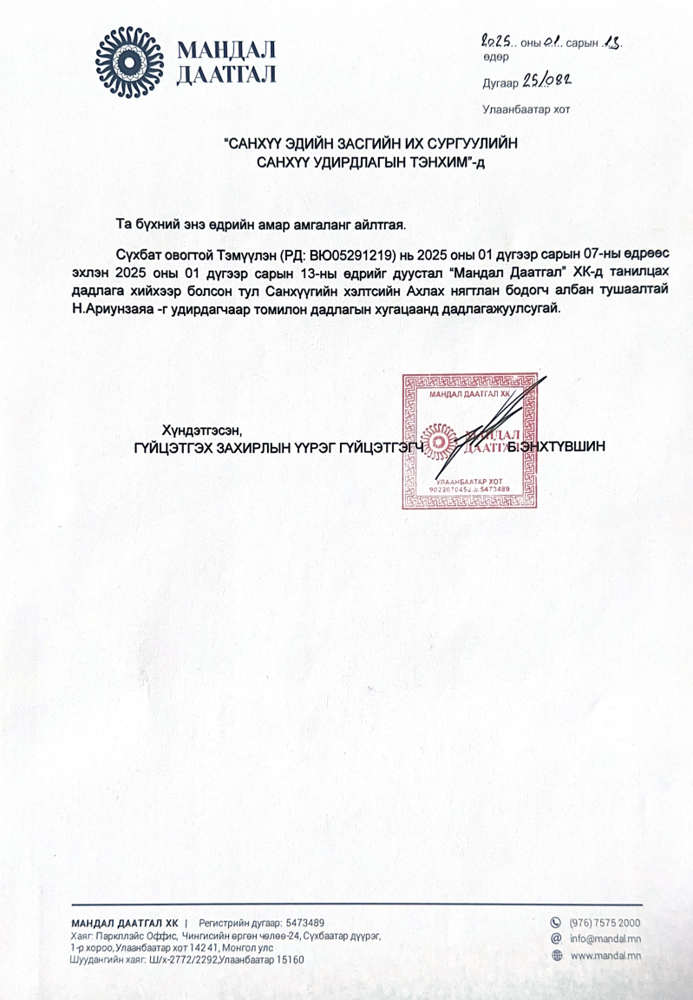 МАНДАЛ
ДААТГАЛ
2025.. оны 01.. сарын .13.
өдөр
Дугаар 25/082
Улаанбаатар хот
“САНХҮҮ ЭДИЙН ЗАСГИЙН ИХ СУРГУУЛИЙН
САНХҮҮ УДИРДЛАГЫН ТЭНХИМ”-д
Та бүхний энэ өдрийн амар амгаланг айлтгая.
Сүхбат овогтой Тэмүүлэн (РД: ВЮ05291219) нь 2025 оны 01 дүгээр сарын 07-ны өдрөөс
эхлэн 2025 оны 01 дүгээр сарын 13-ны өдрийг дуустал “Мандал Даатгал” ХК-д танилцах
дадлага хийхээр болсон тул Санхүүгийн хэлтсийн Ахлах нягтлан бодогч албан тушаалтай
Н.Ариунзаяа -г удирдагчаар томилон дадлагын хугацаанд дадлагажуулсугай.
МАНДАЛ ДААТГАЛ ХК
Хүндэтгэсэн,
ГҮЙЦЭТГЭХ ЗАХИРЛЫН ҮҮРЭГ ГҮЙЦЭТГЭГЧ Б.ЭНХТҮВШИН
МАНДАЛ
ДААТГАЛ
УЛААНБААТАР ХОТ
9022070452 5473489
МАНДАЛ ДААТГАЛ ХК | Регистрийн дугаар: 5473489
Хаяг: Паркплэйс Оффис, Чингисийн өргөн чөлөө-24, Сүхбаатар дүүрэг,
1-р хороо, Улаанбаатар хот 142 41, Монгол улс
Шуудангийн хаяг: Ш/х-2772/2292,Улаанбаатар 15160
(976) 7575 2000
info@mandal.mn
www.mandal.mn